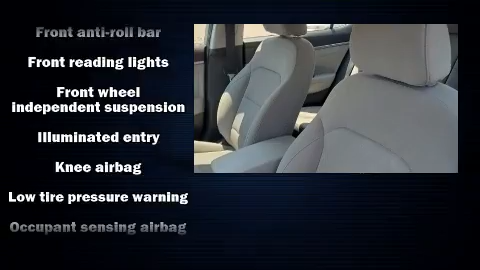 Front anti-roll bar
Front reading lights
Front wheel
independent suspension
Illuminated entry
Knee airbag
Low tire pressure warning
Occupant sensing airbag